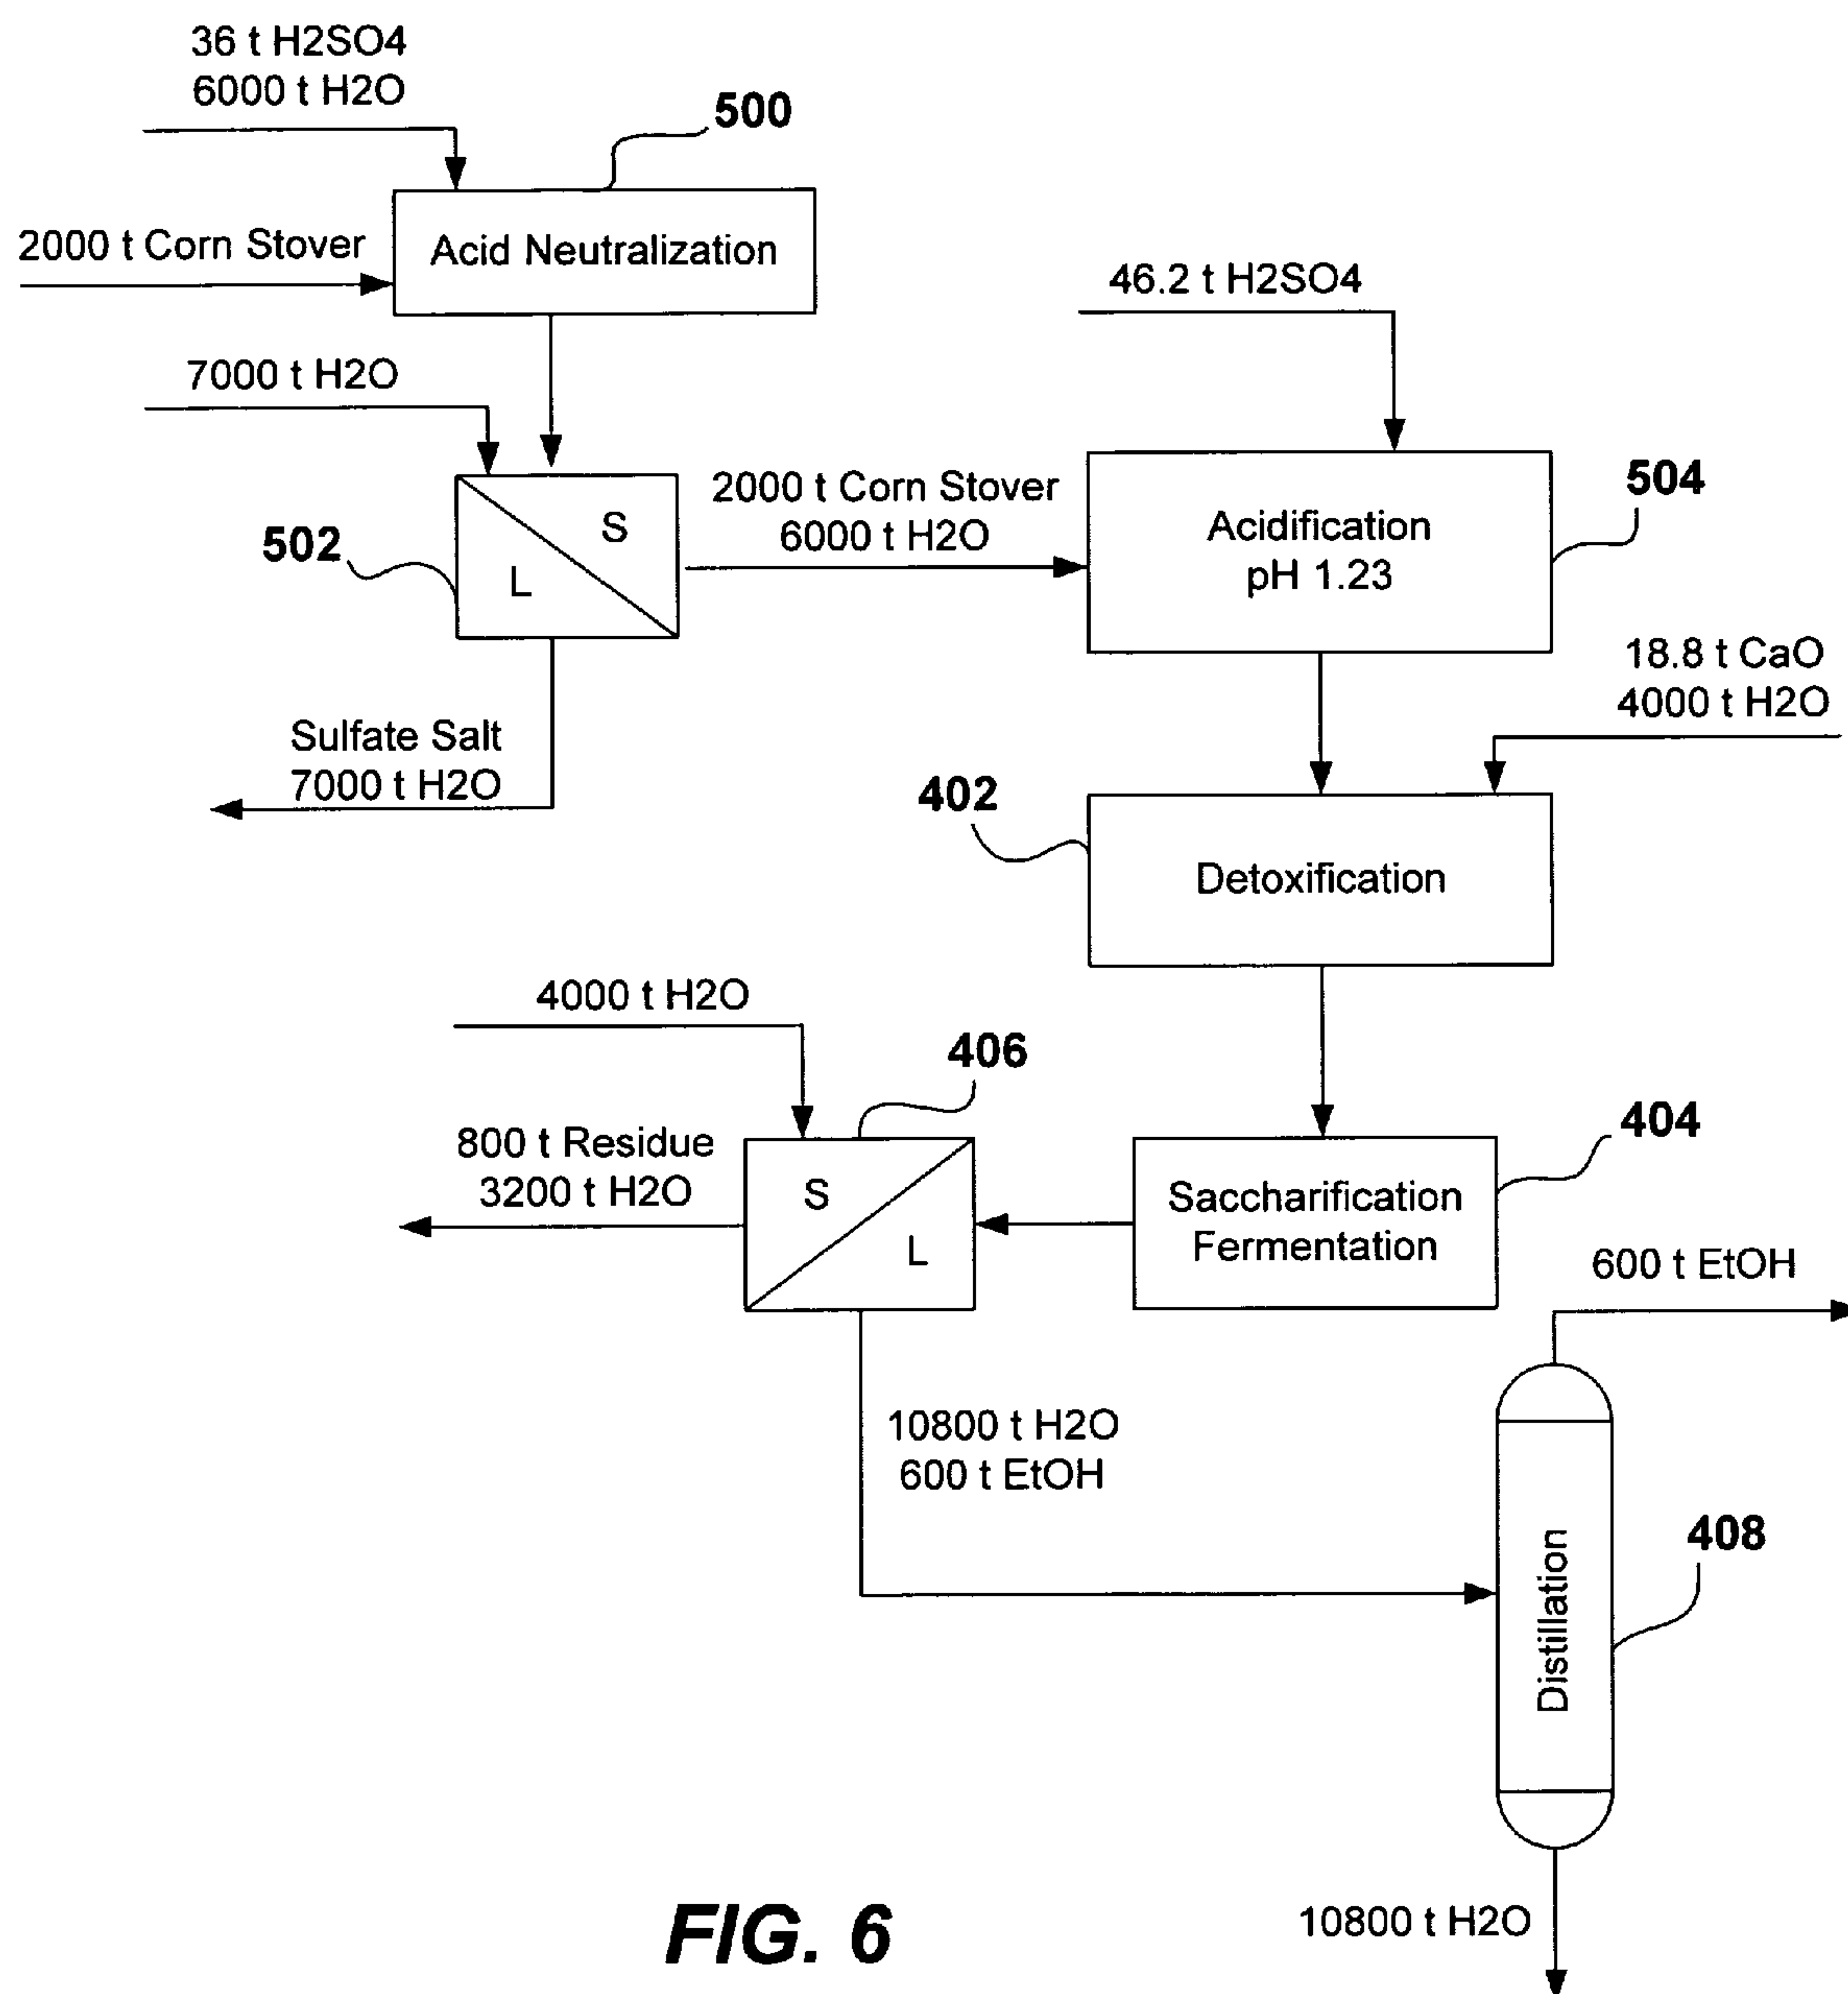 36 t H2SO4
6000 t H2O
500
2000 t Corn Stover
Acid Neutralization
46.2 t H2SO4
7000 t H2O
502
S
L
2000 t Corn Stover
6000 t H2O
Acidification
pH 1.23
504
18.8 t CaO
4000 t H2O
Sulfate Salt
7000 t H2O
402
Detoxification
4000 t H2O
406
800 t Residue
3200 t H2O
S
L
Saccharification
Fermentation
404
600 t EtOH
10800 t H2O
600 t EtOH
Distillation
408
10800 t H2O
FIG. 6